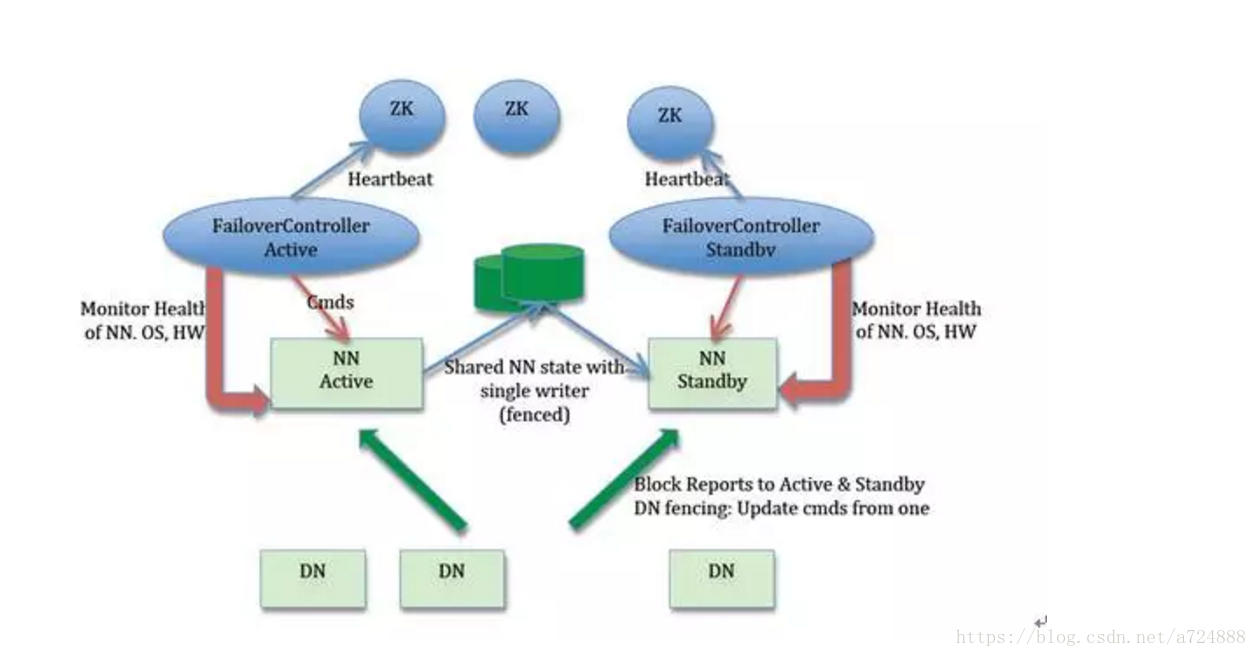 ZK
ZK
ZK
Heartbeat
Heartbeat
FailoverController
Active
FailoverController
Standby
Monitor Health
of NN. OS, HW
Cmds
Monitor Health
of NN. OS, HW
NN
Active
Shared NN state with
single writer
(fenced)
NN
Standby
Block Reports to Active & Standby
DN fencing: Update cmds from one
DN
DN
DN
https://blog.csdn.net/a724888